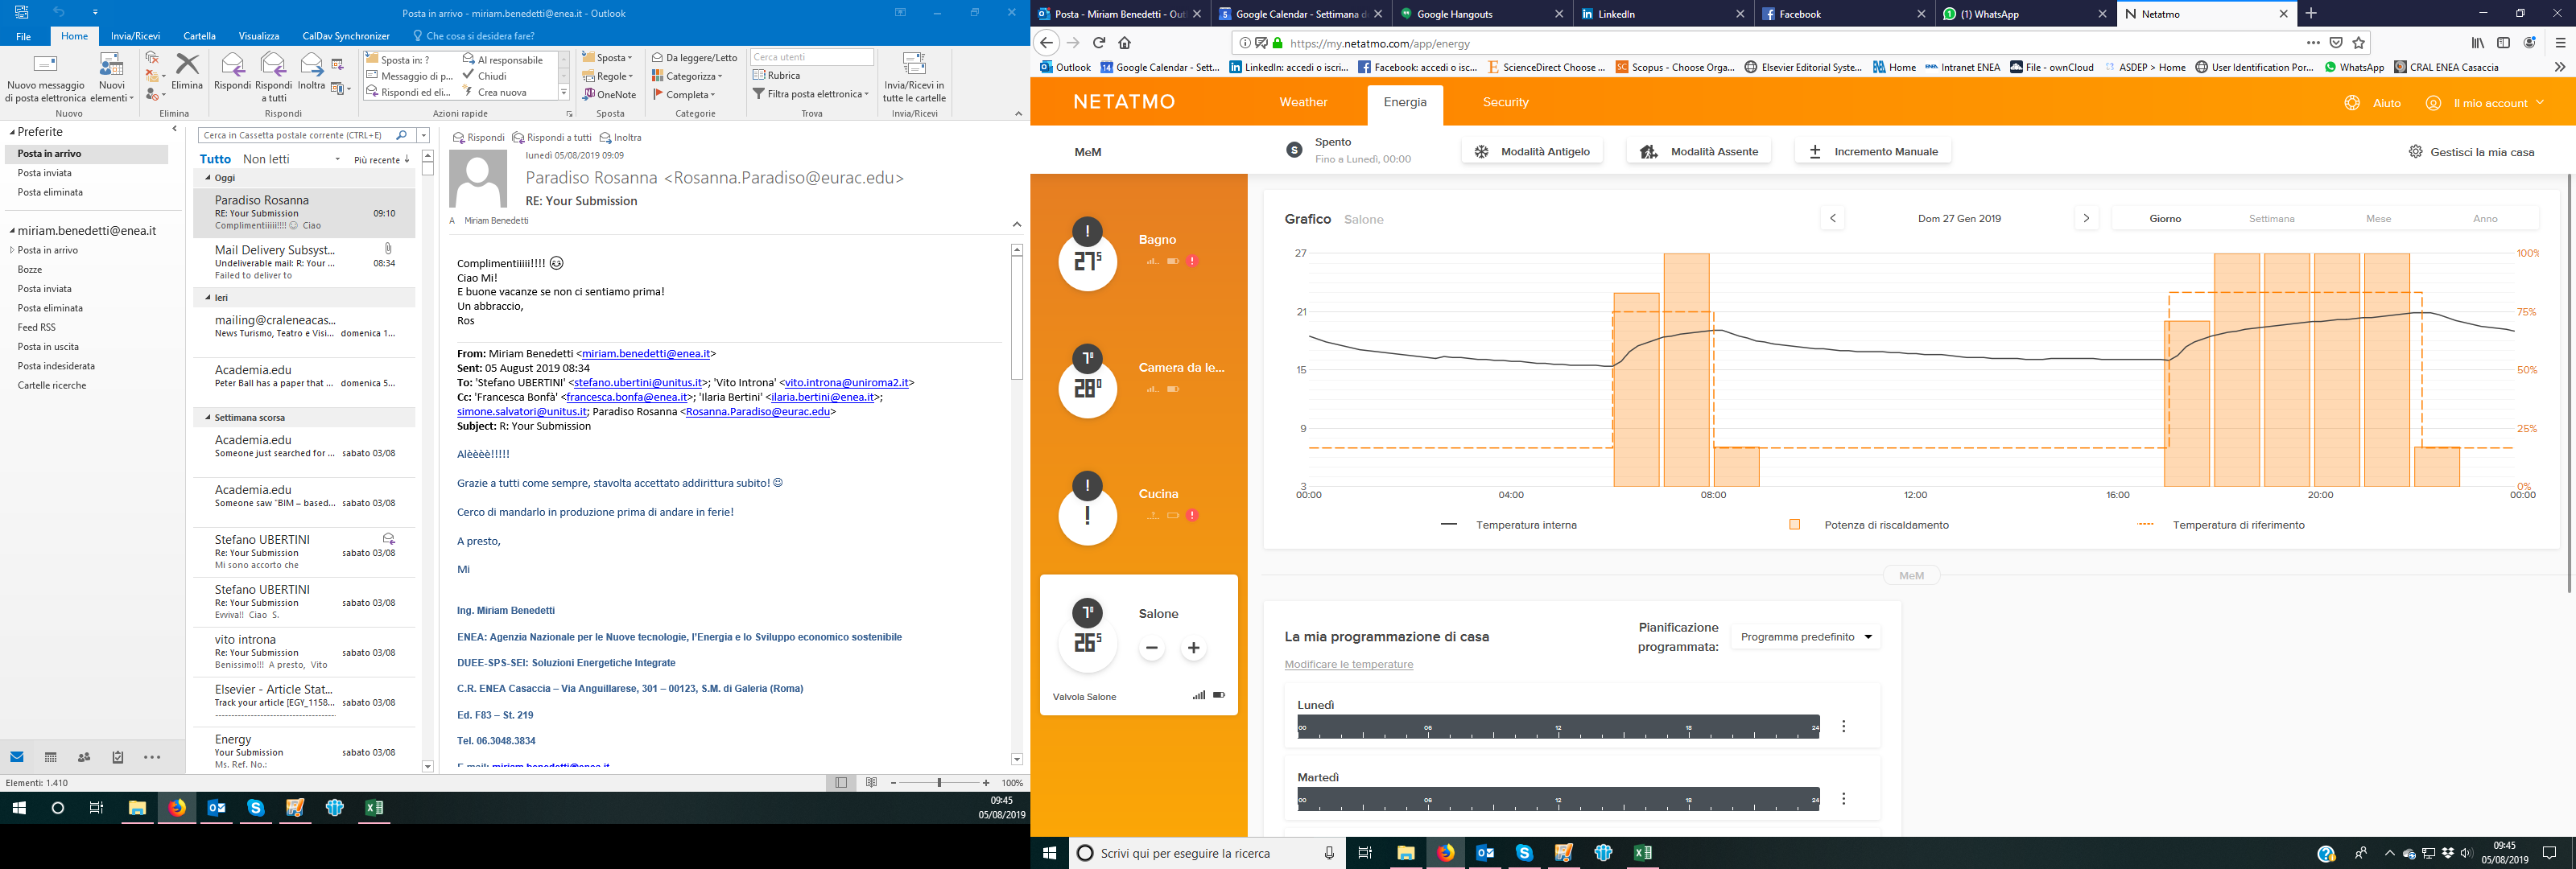 Posta in arrivo - miriam.benedetti@enea.it - Outlook
File Home Invia/Ricevi Cartella Visualizza CalDav Synchronizer Che cosa si desidera fare?
Nuovo messaggio di posta elettronica
Nuovi elementi
Elimina
Rispondi
Rispondi a tutti
Inoltra
Sposta in: ?
Messaggio di p...
Rispondi ed eli...
Al responsabile
Chiudi
Crea nuova
Sposta
Regole
OneNote
Da leggere/Letto
Categorizza
Completa
Cerca utenti
Rubrica
Filtra posta elettronica
Invia/Ricevi in tutte le cartelle
Nuovo Elimina Rispondi Azioni rapide Sposta Categorie Trova Invia/Ricevi
Preferite
Posta in arrivo
Posta inviata
Posta eliminata
miriam.benedetti@enea.it
Posta in arrivo
Bozze
Posta inviata
Posta eliminata
Feed RSS
Posta in uscita
Posta indesiderata
Cartelle ricerche
Cerca in Cassetta postale corrente (CTRL+E)
Tutto Non letti Più recente
Oggi
Paradiso Rosanna
RE: Your Submission 09:10
Complimentiiiii!!!! ☺ Ciao
Mail Delivery Subsyst...
Undeliverable mail: R: Your ... 08:34
Failed to deliver to
Ieri
mailing@craleneacas...
News Turismo, Teatro e Visi... domenica 1...
Academia.edu
Peter Ball has a paper that ... domenica 5...
Settimana scorsa
Academia.edu
Someone just searched for ... sabato 03/08
Academia.edu
Someone saw "BIM – based... sabato 03/08
Stefano UBERTINI
Re: Your Submission sabato 03/08
Mi sono accorto che
Stefano UBERTINI
Re: Your Submission sabato 03/08
Evviva!! Ciao S.
vito introna
Re: Your Submission sabato 03/08
Benissimo!!! A presto, Vito
Elsevier - Article Stat...
Track your article [EGY_1158... sabato 03/08
Energy
Your Submission sabato 03/08
Ms. Ref. No.:
Elementi: 1.410
Rispondi Rispondi a tutti Inoltra
lunedì 05/08/2019 09:09
Paradiso Rosanna <Rosanna.Paradiso@eurac.edu>
RE: Your Submission
A Miriam Benedetti
Complimentiiiii!!!! ☺
Ciao Mi!
E buone vacanze se non ci sentiamo prima!
Un abbraccio,
Ros
From: Miriam Benedetti <miriam.benedetti@enea.it>
Sent: 05 August 2019 08:34
To: 'Stefano UBERTINI' <stefano.ubertini@unitus.it>; 'Vito Introna' <vito.introna@uniroma2.it>
Cc: 'Francesca Bonfà' <francesca.bonfa@enea.it>; 'Ilaria Bertini' <ilaria.bertini@enea.it>;
simone.salvatori@unitus.it; Paradiso Rosanna <Rosanna.Paradiso@eurac.edu>
Subject: R: Your Submission
Alèèèè!!!!!
Grazie a tutti come sempre, stavolta accettato addirittura subito! ☺
Cerco di mandarlo in produzione prima di andare in ferie!
A presto,
Mi
Ing. Miriam Benedetti
ENEA: Agenzia Nazionale per le Nuove tecnologie, l'Energia e lo Sviluppo economico sostenibile
DUEE-SPS-SEI: Soluzioni Energetiche Integrate
C.R. ENEA Casaccia – Via Anguillarese, 301 – 00123, S.M. di Galeria (Roma)
Ed. F83 – St. 219
Tel. 06.3048.3834
E-mail: miriam.benedetti@enea.it
100%
09:45
05/08/2019
Posta - Miriam Benedetti - Out
Google Calendar - Settimana d
Google Hangouts
LinkedIn
Facebook
(1) WhatsApp
Netatmo
https://my.netatmo.com/app/energy
Outlook
Google Calendar - Sett...
LinkedIn: accedi o iscri...
Facebook: accedi o isc...
ScienceDirect Choose ...
Scopus - Choose Orga...
Elsevier Editorial Syste...
Home
Intranet ENEA
File - ownCloud
ASDEP > Home
User Identification Por...
WhatsApp
CRAL ENEA Casaccia
NETATMO Weather Energia Security Aiuto Il mio account
MeM
S Spento
Fino a Lunedì, 00:00
Modalità Antigelo
Modalità Assente
Incremento Manuale
Gestisci la mia casa
! 27⁵ Bagno
7⁰ 28⁰ Camera da le...
! ! Cucina
7⁰ 26⁵ Salone
Valvola Salone
Grafico Salone
Dom 27 Gen 2019
Giorno Settimana Mese Anno
27 100%
21 75%
15 50%
9 25%
3 0%
00:00 04:00 08:00 12:00 16:00 20:00 00:00
Temperatura interna Potenza di riscaldamento Temperatura di riferimento
MeM
La mia programmazione di casa
Modificare le temperature
Pianificazione programmata:
Programma predefinito
Lunedì
00 06 12 18 24
Martedì
00 06 12 18 24
Scrivi qui per eseguire la ricerca
09:45
05/08/2019